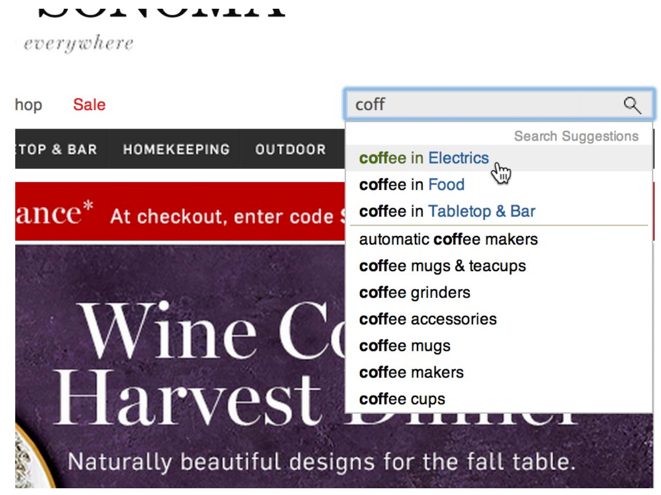 SONOMA
everywhere
hop Sale
coff
TOP & BAR HOMEKEEPING OUTDOOR
Search Suggestions
coffee in Electrics
coffee in Food
coffee in Tabletop & Bar
automatic coffee makers
coffee mugs & teacups
coffee grinders
coffee accessories
coffee mugs
coffee makers
coffee cups
ance* At checkout, enter code
Wine Co
Harvest Dinner
Naturally beautiful designs for the fall table.